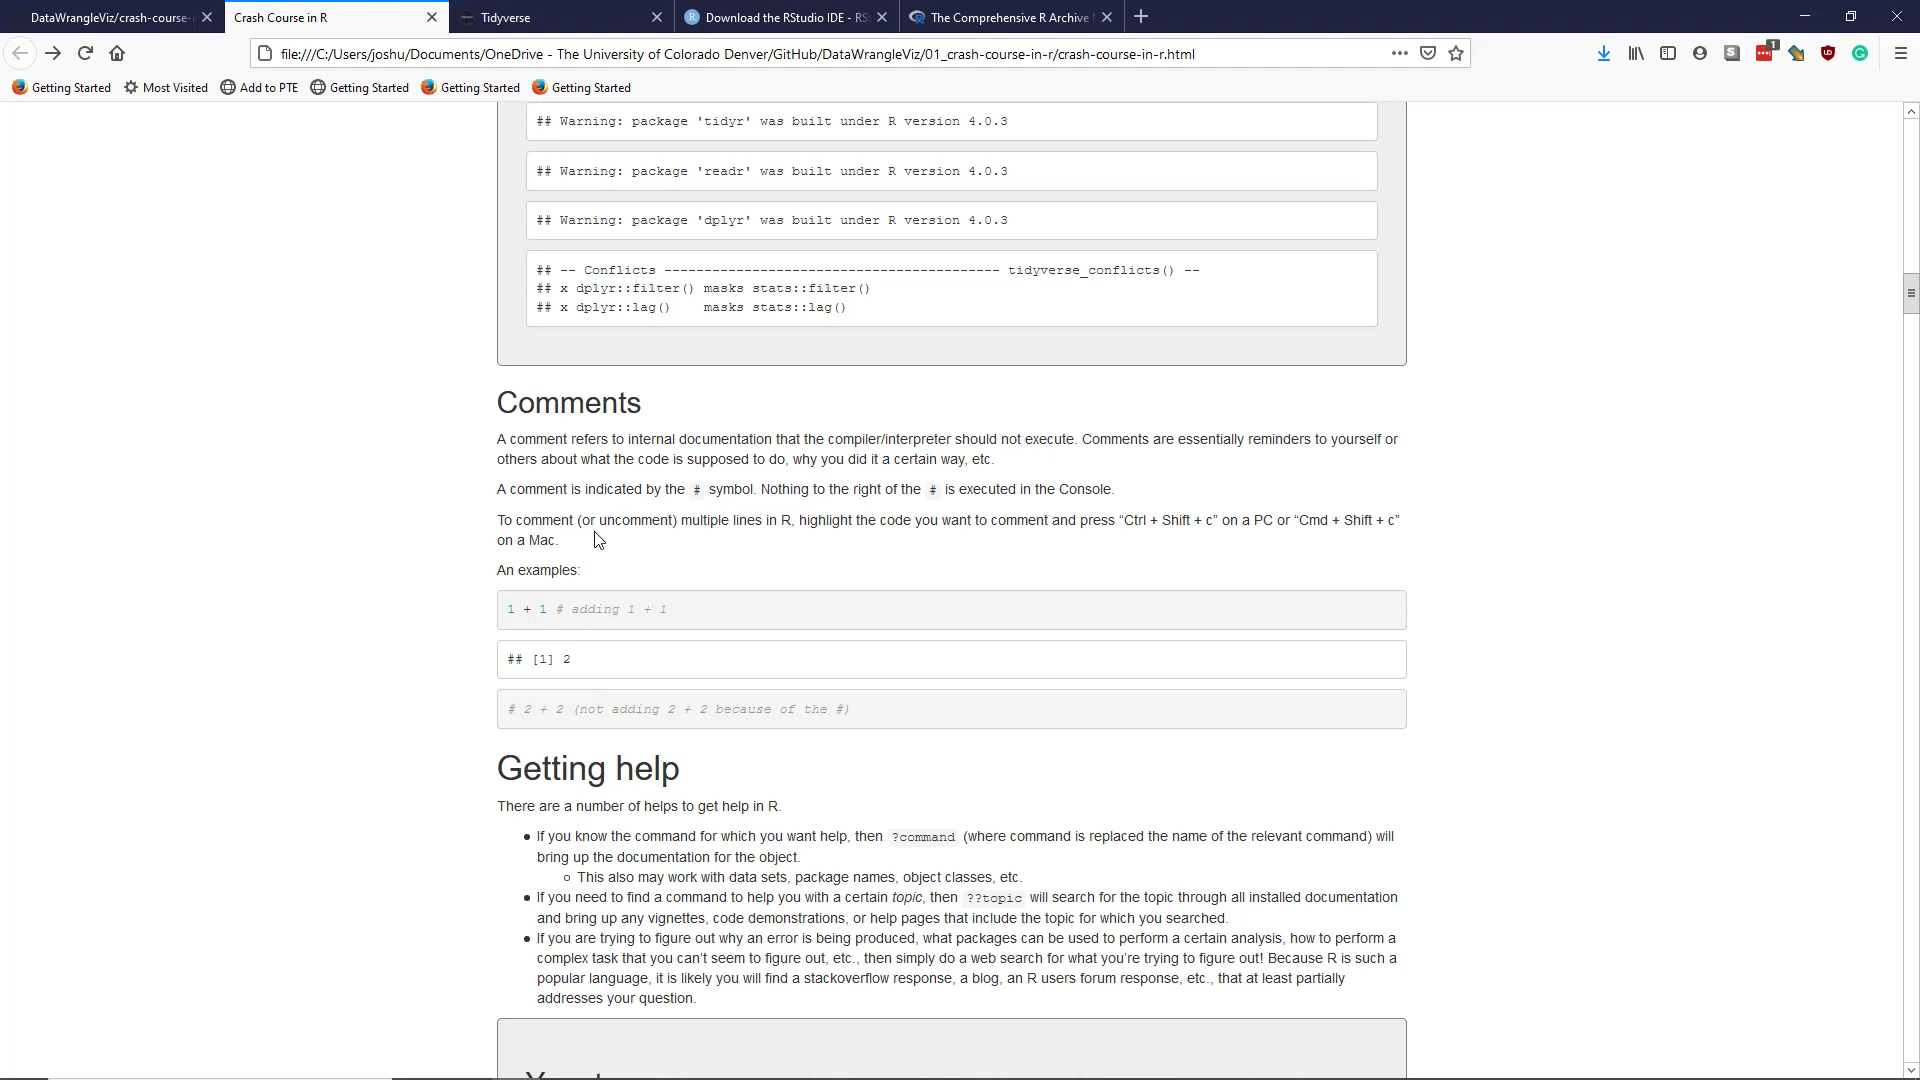 DataWrangleViz/crash-course-i
Crash Course in R
Tidyverse
Download the RStudio IDE - RS
The Comprehensive R Archive
file:///C:/Users/joshu/Documents/OneDrive - The University of Colorado Denver/GitHub/DataWrangleViz/01_crash-course-in-r/crash-course-in-r.html
1
Getting Started
Most Visited
Add to PTE
Getting Started
Getting Started
Getting Started
## Warning: package 'tidyr' was built under R version 4.0.3
## Warning: package 'readr' was built under R version 4.0.3
## Warning: package 'dplyr' was built under R version 4.0.3
## -- Conflicts ------------------------------------------ tidyverse_conflicts() --
## x dplyr::filter() masks stats::filter()
## x dplyr::lag()    masks stats::lag()
Comments
A comment refers to internal documentation that the compiler/interpreter should not execute. Comments are essentially reminders to yourself or
others about what the code is supposed to do, why you did it a certain way, etc.
A comment is indicated by the # symbol. Nothing to the right of the # is executed in the Console.
To comment (or uncomment) multiple lines in R, highlight the code you want to comment and press “Ctrl + Shift + c” on a PC or “Cmd + Shift + c”
on a Mac.
An examples:
1 + 1 # adding 1 + 1
## [1] 2
# 2 + 2 (not adding 2 + 2 because of the #)
Getting help
There are a number of helps to get help in R.
If you know the command for which you want help, then ?command (where command is replaced the name of the relevant command) will
bring up the documentation for the object.
This also may work with data sets, package names, object classes, etc.
If you need to find a command to help you with a certain topic, then ??topic will search for the topic through all installed documentation
and bring up any vignettes, code demonstrations, or help pages that include the topic for which you searched.
If you are trying to figure out why an error is being produced, what packages can be used to perform a certain analysis, how to perform a
complex task that you can’t seem to figure out, etc., then simply do a web search for what you’re trying to figure out! Because R is such a
popular language, it is likely you will find a stackoverflow response, a blog, an R users forum response, etc., that at least partially
addresses your question.